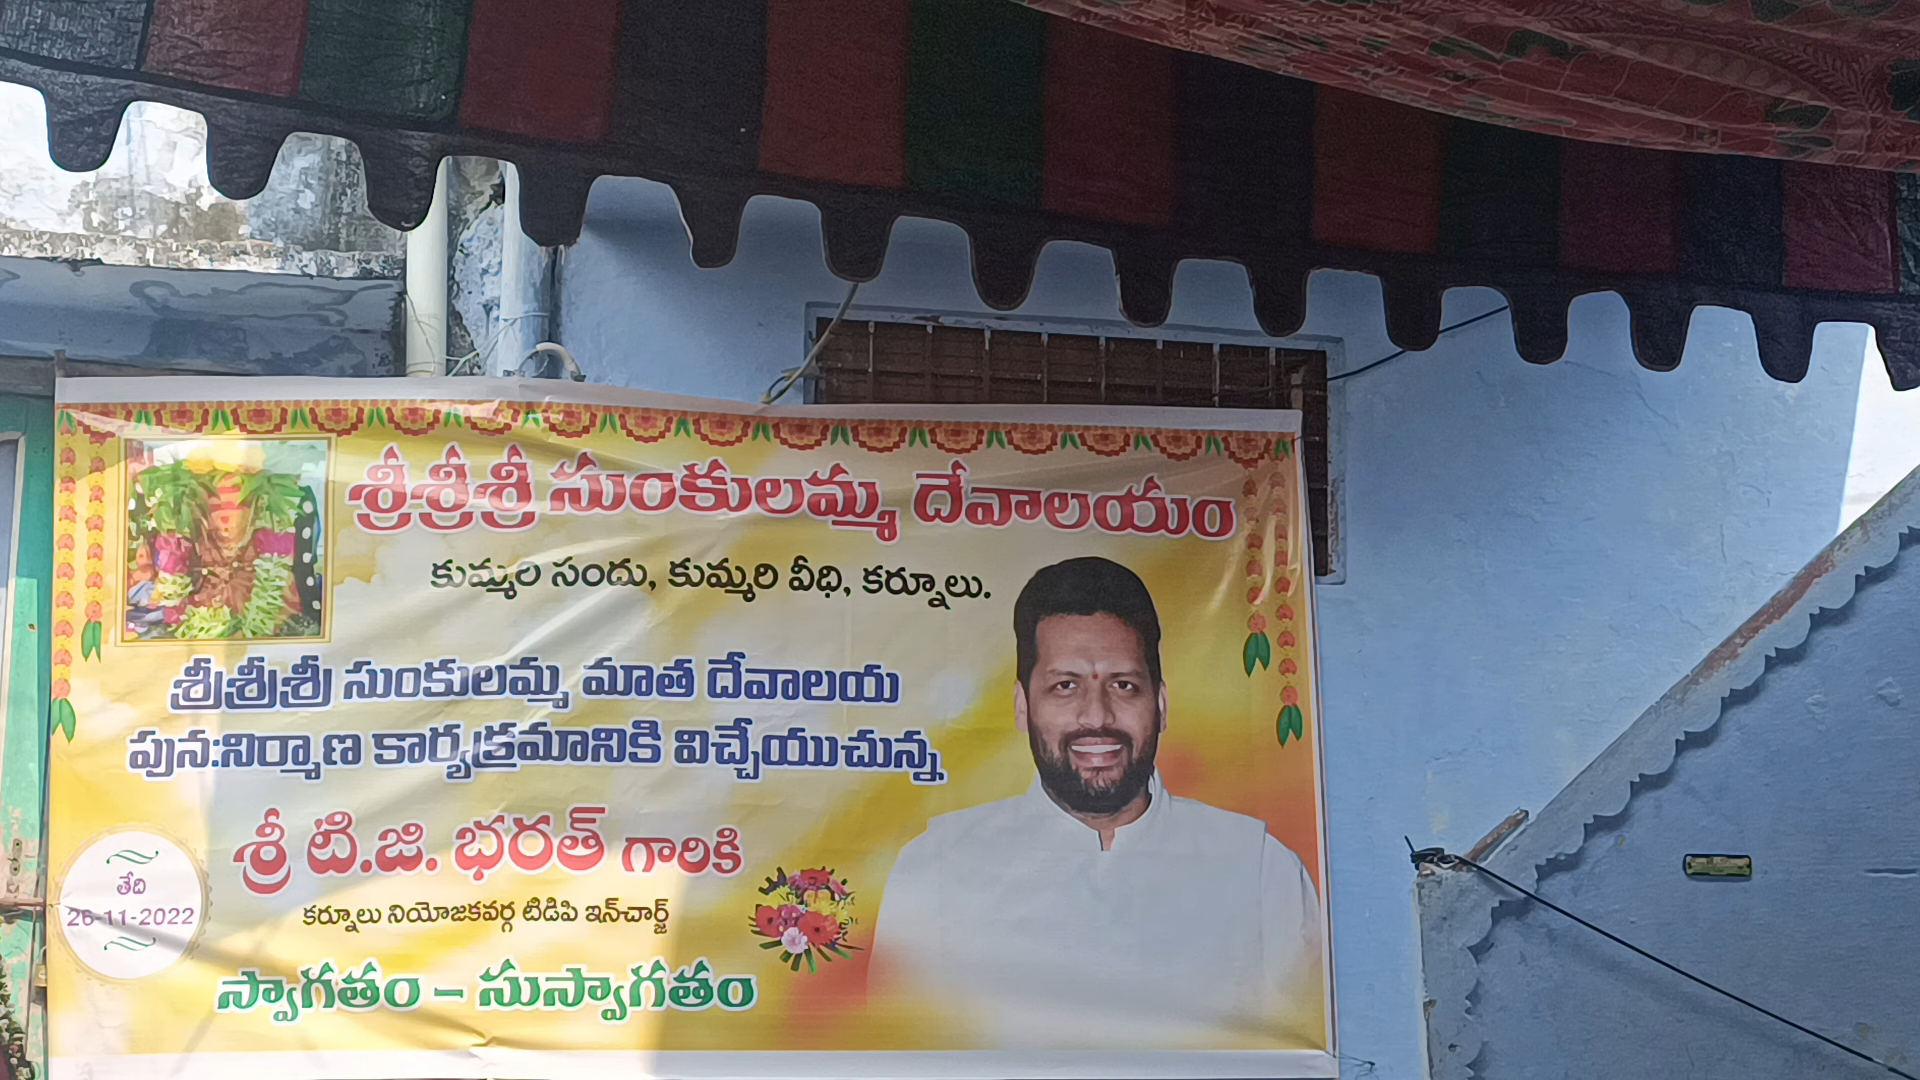 శ్రీశ్రీశ్రీ సుంకులమ్మ దేవాలయం
కుమ్మరి సందు, కుమ్మరి వీధి, కర్నూలు.
శ్రీశ్రీశ్రీ సుంకులమ్మ మాత దేవాలయ
పున:నిర్మాణ కార్యక్రమానికి విచ్చేయుచున్న
శ్రీ టి.జి. భరత్ గారికి
కర్నూలు నియోజకవర్గ టిడిపి ఇన్‌చార్జ్
తేది
26-11-2022
స్వాగతం – సుస్వాగతం